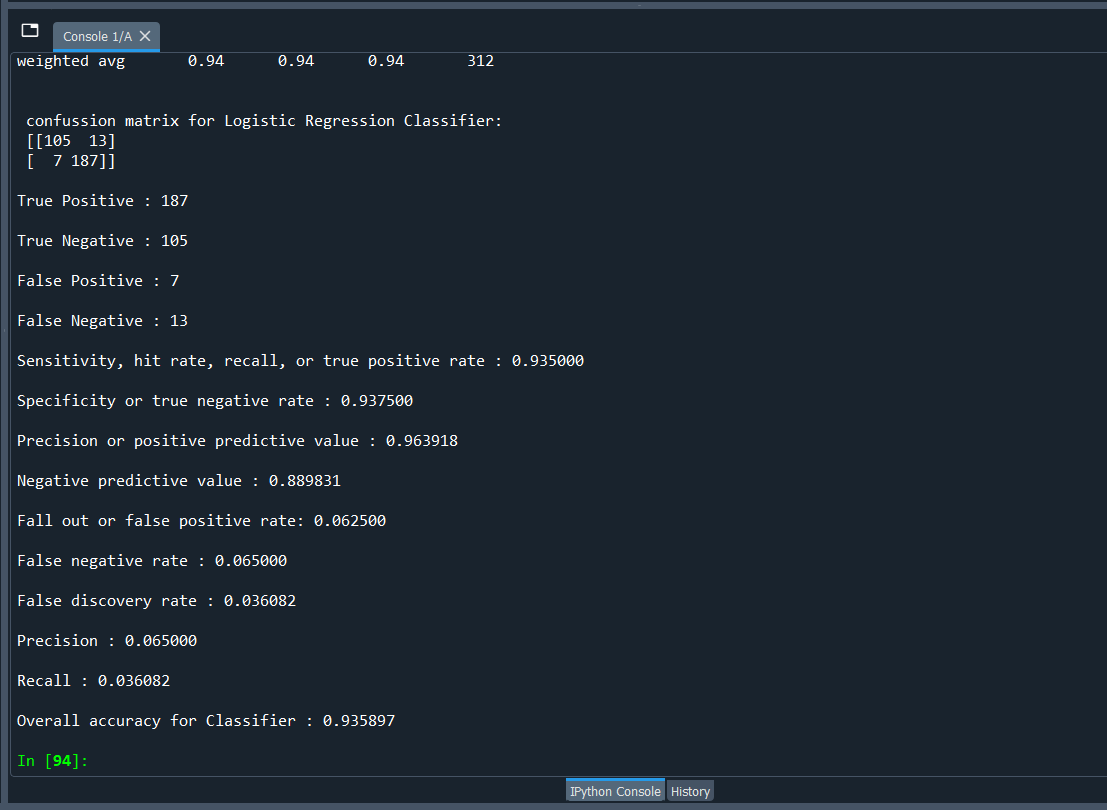 Console 1/A
weighted avg 0.94 0.94 0.94 312
confussion matrix for Logistic Regression Classifier:
[[105 13]
[ 7 187]]
True Positive : 187
True Negative : 105
False Positive : 7
False Negative : 13
Sensitivity, hit rate, recall, or true positive rate : 0.935000
Specificity or true negative rate : 0.937500
Precision or positive predictive value : 0.963918
Negative predictive value : 0.889831
Fall out or false positive rate: 0.062500
False negative rate : 0.065000
False discovery rate : 0.036082
Precision : 0.065000
Recall : 0.036082
Overall accuracy for Classifier : 0.935897
In [94]:
IPython Console History